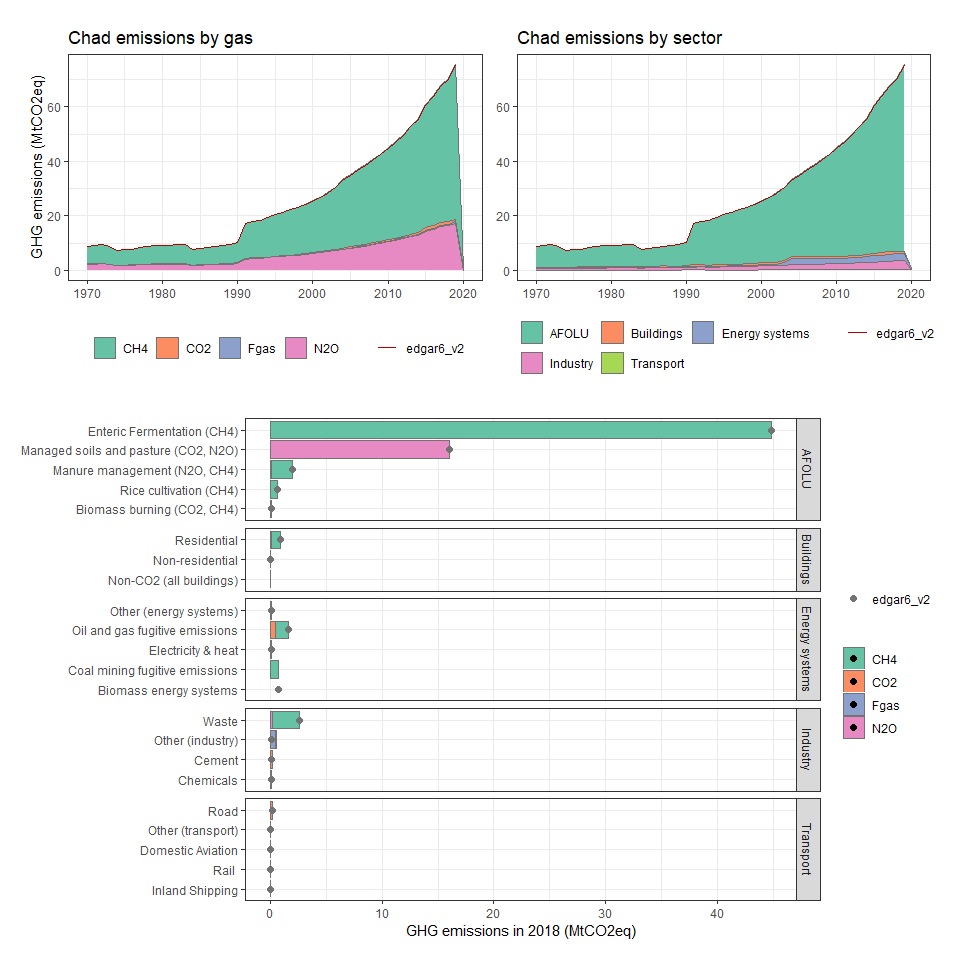 Chad emissions by gas
GHG emissions (MtCO2eq)
60
40
20
0
1970
1980
1990
2000
2010
2020
CH4
CO2
Fgas
N2O
edgar6_v2
Chad emissions by sector
60
40
20
0
1970
1980
1990
2000
2010
2020
AFOLU
Buildings
Energy systems
edgar6_v2
Industry
Transport
Enteric Fermentation (CH4)
Managed soils and pasture (CO2, N2O)
Manure management (N2O, CH4)
Rice cultivation (CH4)
Biomass burning (CO2, CH4)
AFOLU
Residential
Non-residential
Non-CO2 (all buildings)
Buildings
Other (energy systems)
Oil and gas fugitive emissions
Electricity & heat
Coal mining fugitive emissions
Biomass energy systems
Energy systems
Waste
Other (industry)
Cement
Chemicals
Industry
Road
Other (transport)
Domestic Aviation
Rail
Inland Shipping
Transport
0
10
20
30
40
GHG emissions in 2018 (MtCO2eq)
edgar6_v2
CH4
CO2
Fgas
N2O